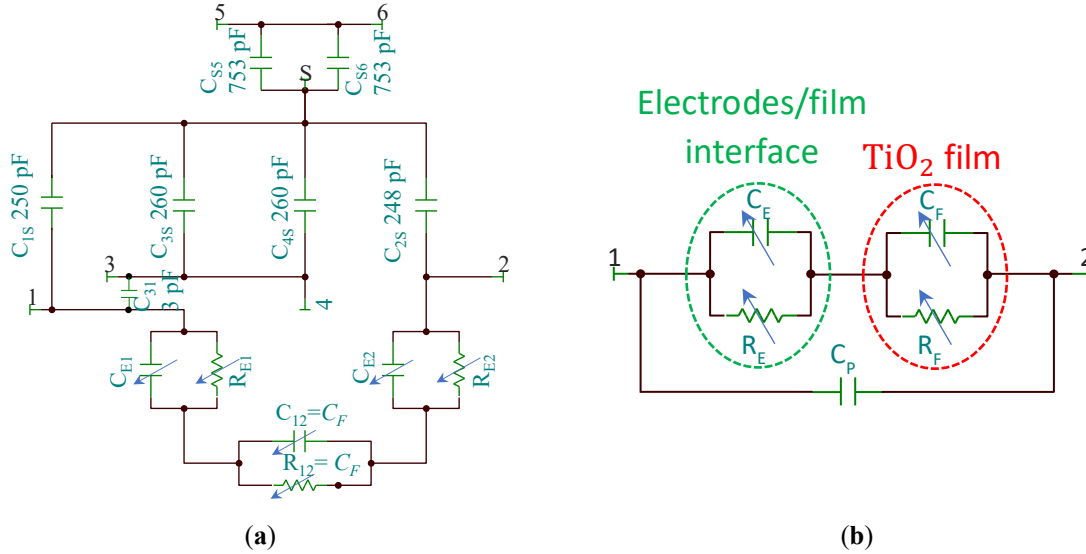 5
6
C_S5 753 pF
S
C_S6 753 pF
C_1S 250 pF
C_3S 260 pF
C_4S 260 pF
C_2S 248 pF
3
2
C_31 3 pF
1
4
C_E1
R_E1
C_E2
R_E2
C_12=C_F
R_12= C_F
(a)
Electrodes/film
interface
TiO_2 film
C_E
C_F
1
2
R_E
R_F
C_P
(b)